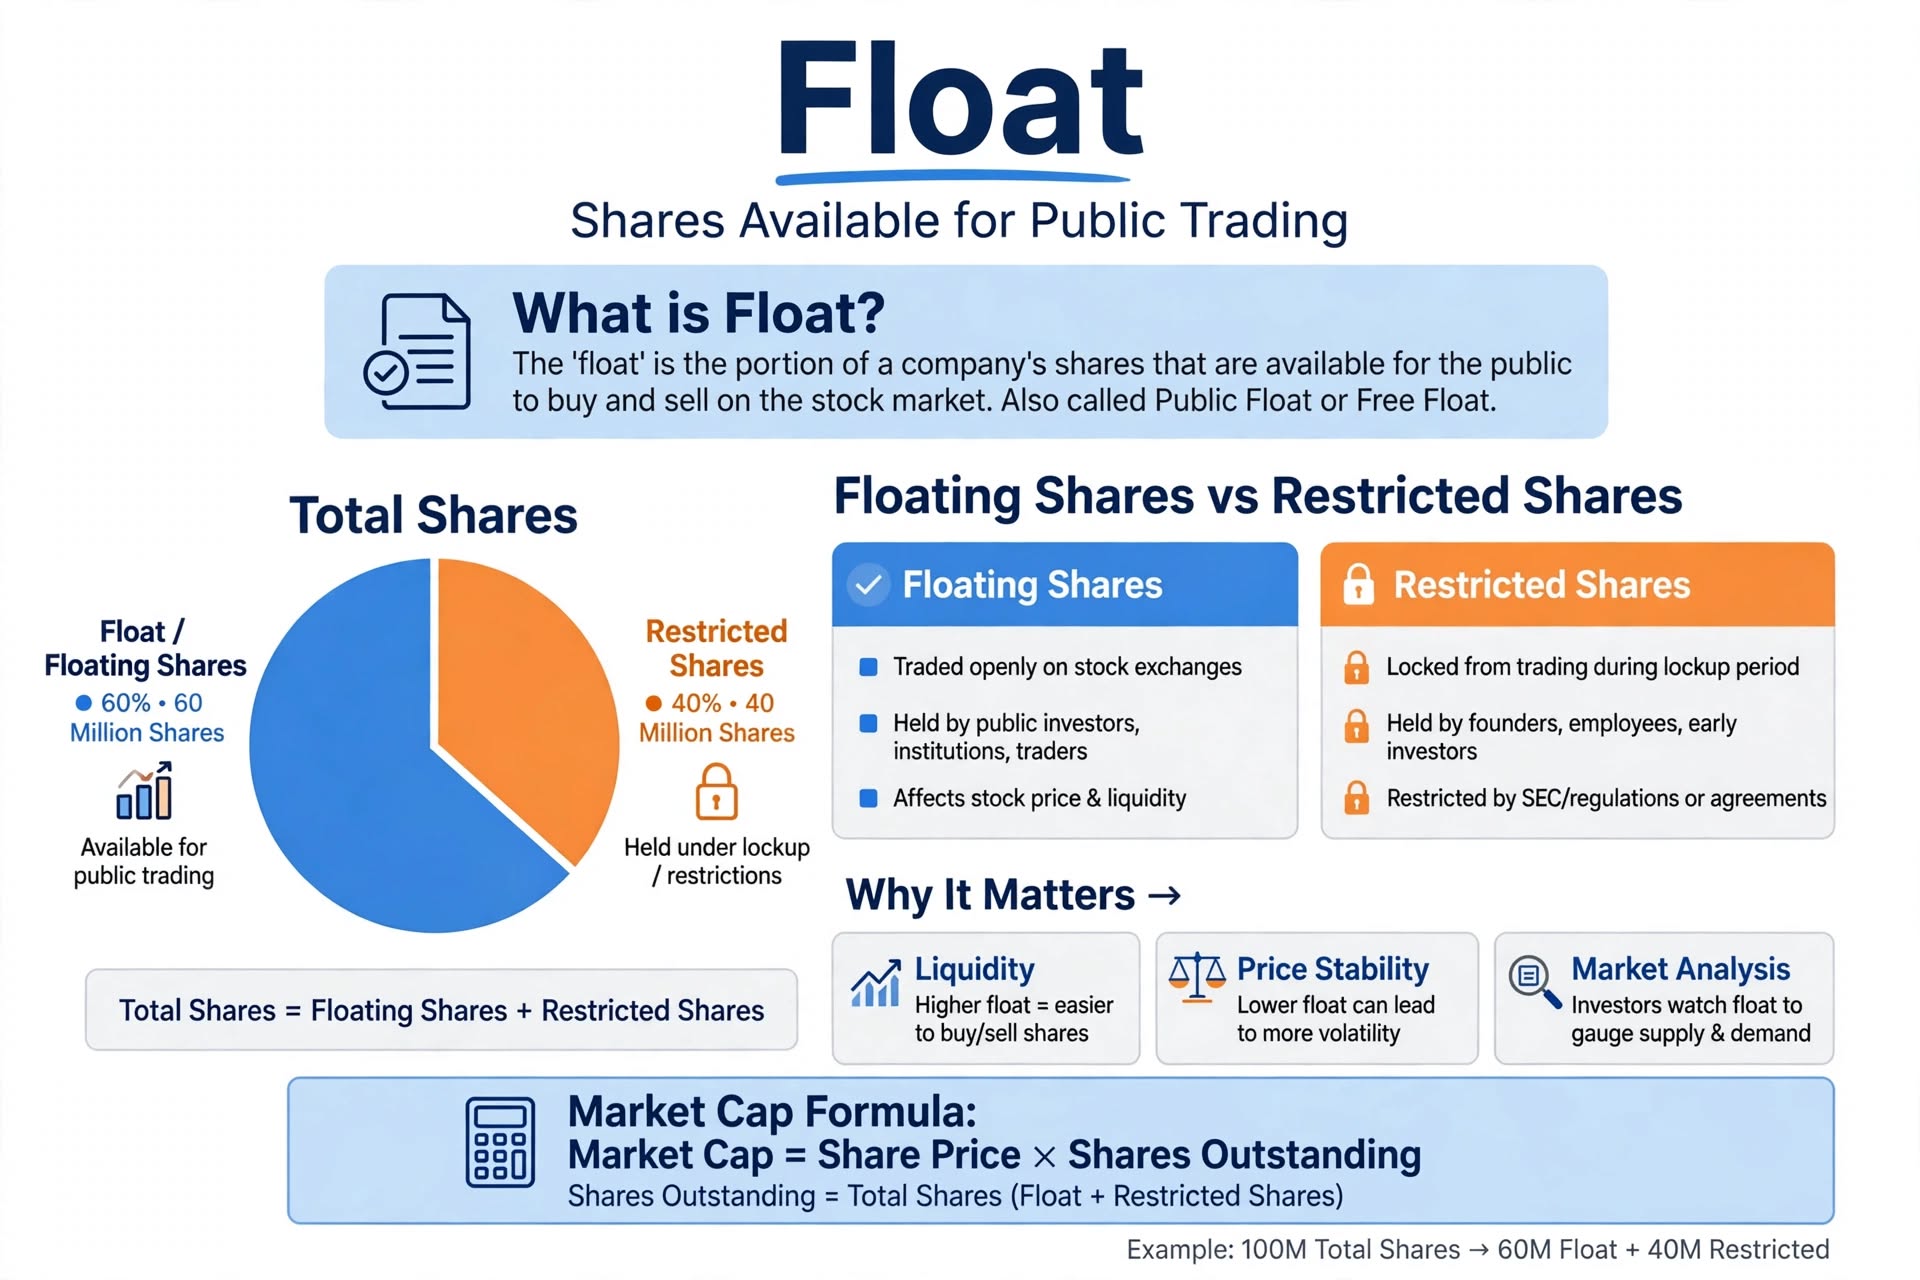 Float
Shares Available for Public Trading
What is Float?
The 'float' is the portion of a company's shares that are available for the public
to buy and sell on the stock market. Also called Public Float or Free Float.
Total Shares
Float /
Floating Shares
● 60% • 60
Million Shares
Available for
public trading
Restricted
Shares
● 40% • 40
Million Shares
Held under lockup
/ restrictions
Total Shares = Floating Shares + Restricted Shares
Floating Shares vs Restricted Shares
Floating Shares
Traded openly on stock exchanges
Held by public investors,
institutions, traders
Affects stock price & liquidity
Restricted Shares
Locked from trading during lockup period
Held by founders, employees, early
investors
Restricted by SEC/regulations or agreements
Why It Matters →
Liquidity
Higher float = easier
to buy/sell shares
Price Stability
Lower float can lead
to more volatility
Market Analysis
Investors watch float to
gauge supply & demand
Market Cap Formula:
Market Cap = Share Price × Shares Outstanding
Shares Outstanding = Total Shares (Float + Restricted Shares)
Example: 100M Total Shares → 60M Float + 40M Restricted